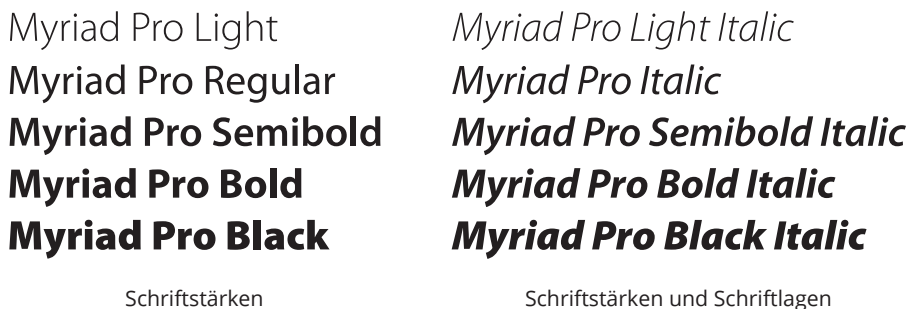 Myriad Pro Light
Myriad Pro Regular
Myriad Pro Semibold
Myriad Pro Bold
Myriad Pro Black
Schriftstärken
Myriad Pro Light Italic
Myriad Pro Italic
Myriad Pro Semibold Italic
Myriad Pro Bold Italic
Myriad Pro Black Italic
Schriftstärken und Schriftlagen